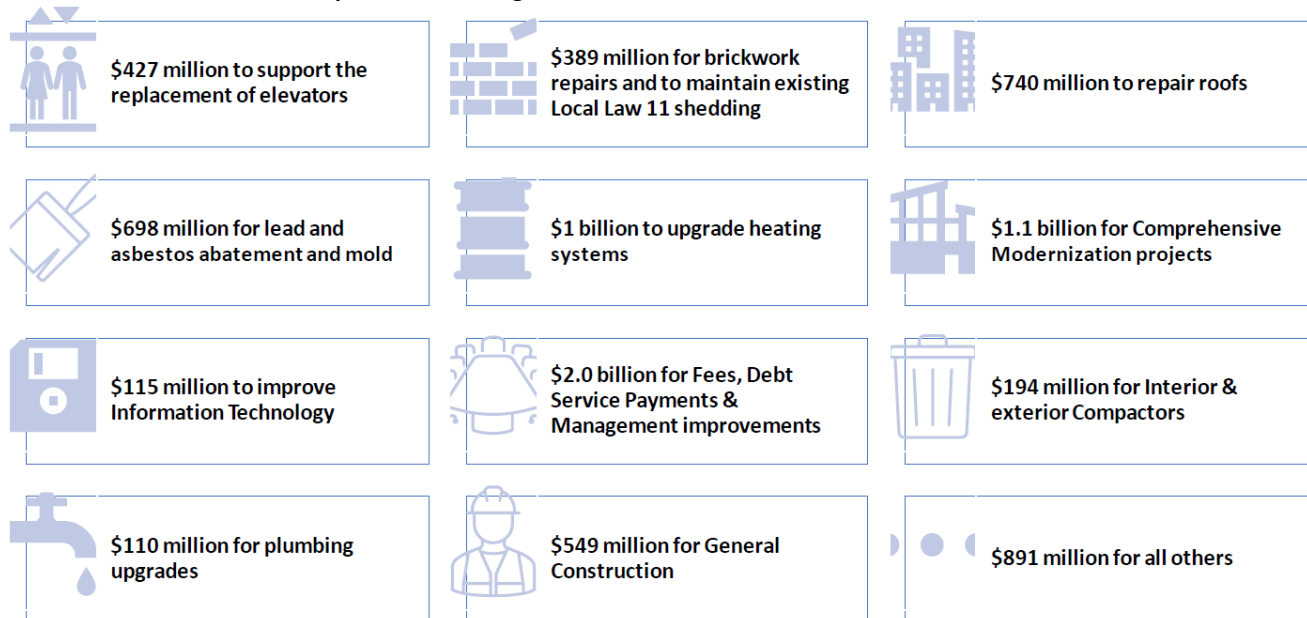 $427 million to support the
replacement of elevators
$389 million for brickwork
repairs and to maintain existing
Local Law 11 shedding
$740 million to repair roofs
$698 million for lead and
asbestos abatement and mold
$1 billion to upgrade heating
systems
$1.1 billion for Comprehensive
Modernization projects
$115 million to improve
Information Technology
$2.0 billion for Fees, Debt
Service Payments &
Management improvements
$194 million for Interior &
exterior Compactors
$110 million for plumbing
upgrades
$549 million for General
Construction
$891 million for all others